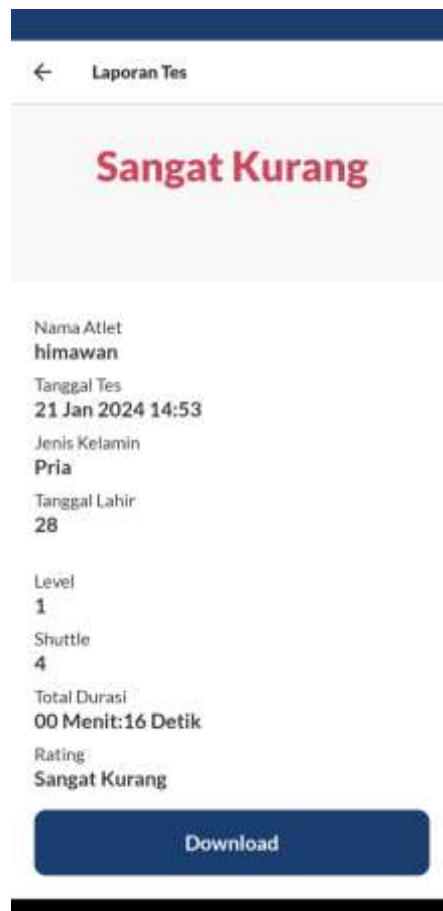 Laporan Tes
Sangat Kurang
Nama Atlet
himawan
Tanggal Tes
21 Jan 2024 14:53
Jenis Kelamin
Pria
Tanggal Lahir
28
Level
1
Shuttle
4
Total Durasi
00 Menit:16 Detik
Rating
Sangat Kurang
Download